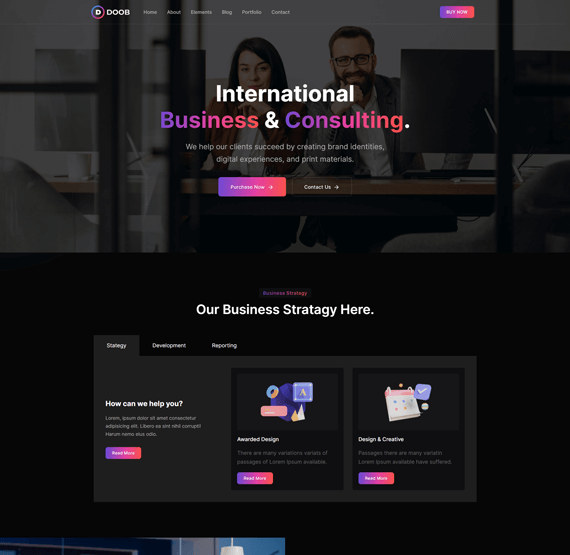 D DOOB
Home About Elements Blog Portfolio Contact
BUY NOW
International
Business & Consulting.
We help our clients succeed by creating brand identities,
digital experiences, and print materials.
Purchase Now →
Contact Us →
Business Strategy
Our Business Stratagy Here.
Stategy Development Reporting
How can we help you?
Lorem, ipsum dolor sit amet consectetur
adipisicing elit. Libero sa sint nihil corrupti!
Harum nemo eius odio.
Read More
Awarded Design
There are many variations variats of
passages of Lorem Ipsum available.
Read More
Design & Creative
Passages there are many variatin
Lorem Ipsum available have suffered.
Read More